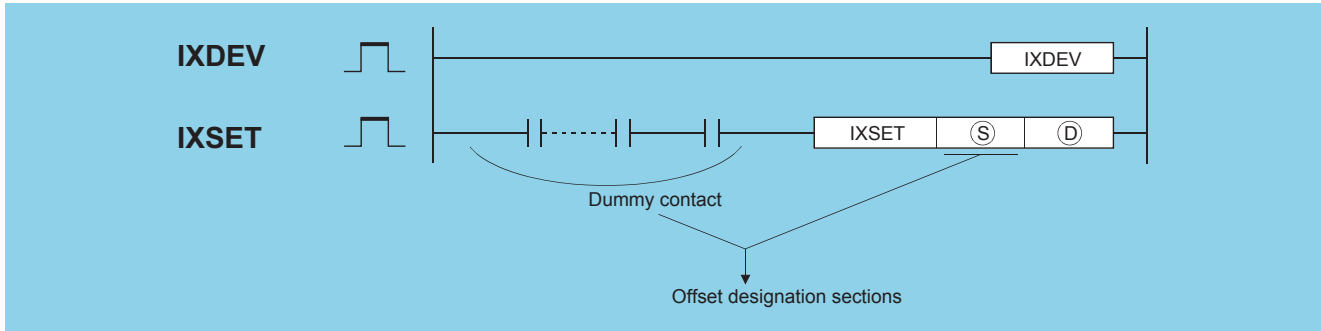 IXDEV
IXDEV
IXSET
IXSET
S
D
Dummy contact
Offset designation sections